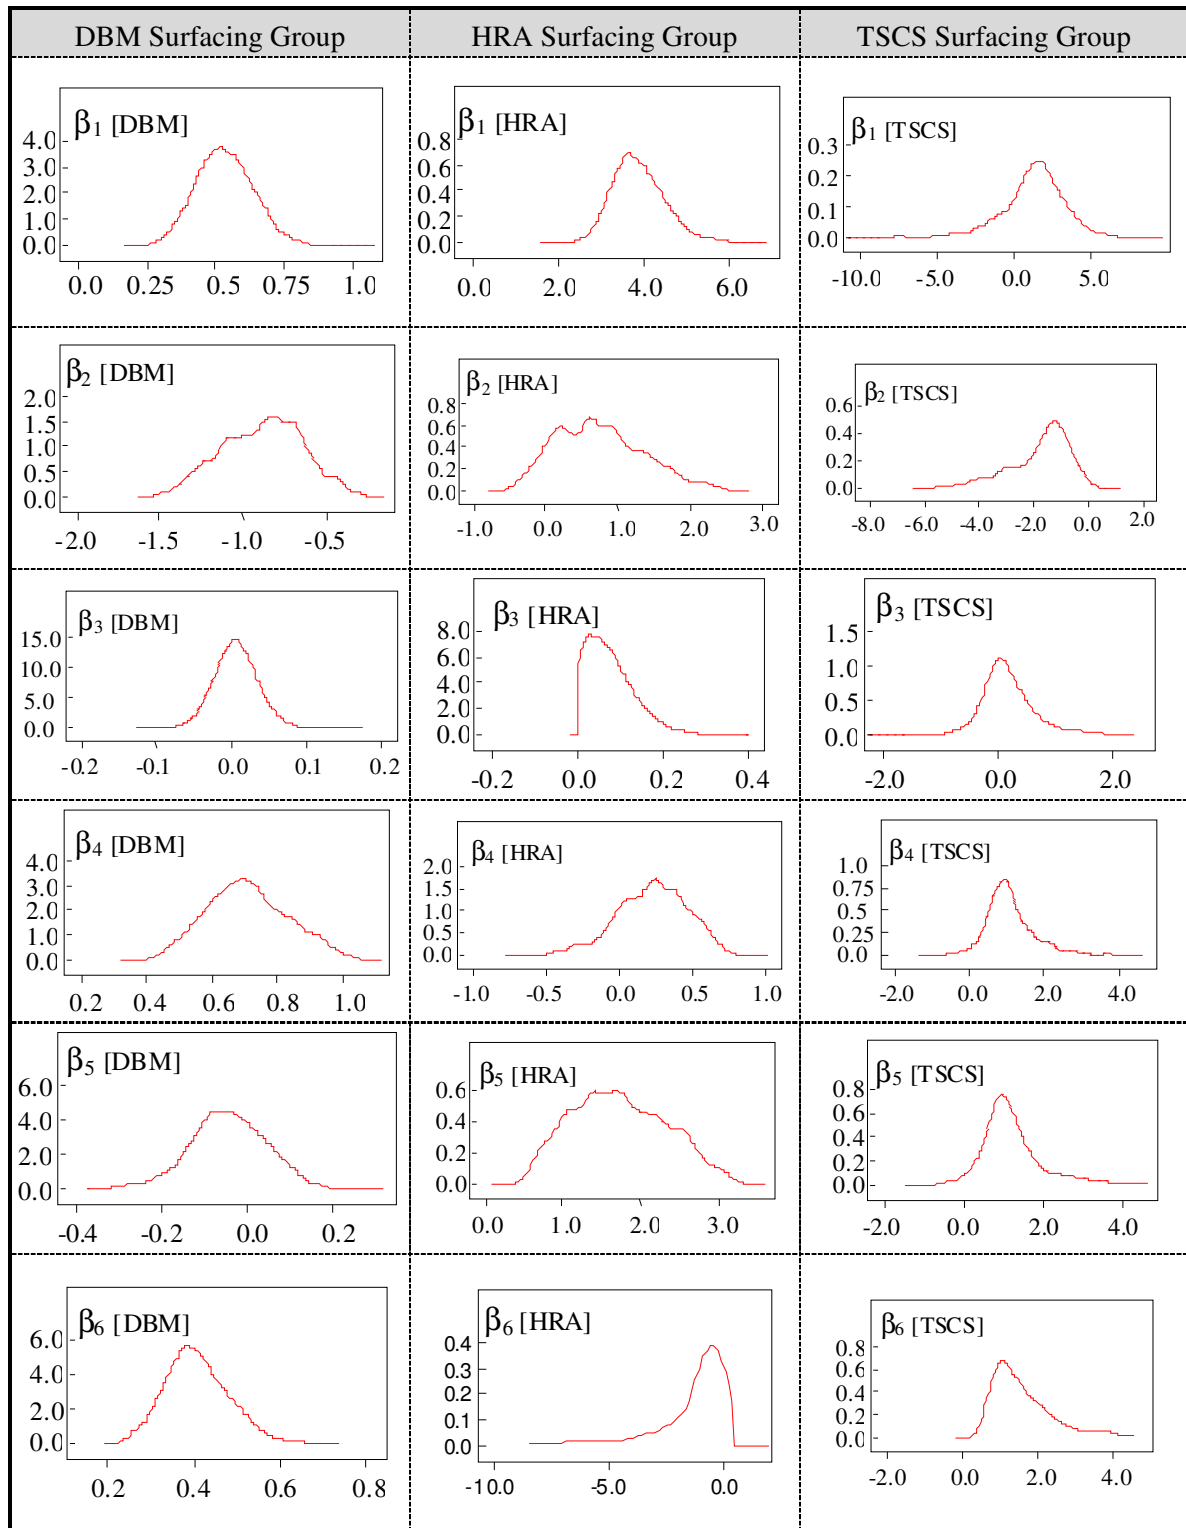 DBM Surfacing Group
HRA Surfacing Group
TSCS Surfacing Group
β1 [DBM]
4.0
3.0
2.0
1.0
0.0
0.0 0.25 0.5 0.75 1.0
β1 [HRA]
0.8
0.6
0.4
0.2
0.0
0.0 2.0 4.0 6.0
β1 [TSCS]
0.3
0.2
0.1
0.0
-10.0 -5.0 0.0 5.0
β2 [DBM]
2.0
1.5
1.0
0.5
0.0
-2.0 -1.5 -1.0 -0.5
β2 [HRA]
0.8
0.6
0.4
0.2
0.0
-1.0 0.0 1.0 2.0 3.0
β2 [TSCS]
0.6
0.4
0.2
0.0
-8.0 -6.0 -4.0 -2.0 0.0 2.0
β3 [DBM]
15.0
10.0
5.0
0.0
-0.2 -0.1 0.0 0.1 0.2
β3 [HRA]
8.0
6.0
4.0
2.0
0.0
-0.2 0.0 0.2 0.4
β3 [TSCS]
1.5
1.0
0.5
0.0
-2.0 0.0 2.0
β4 [DBM]
4.0
3.0
2.0
1.0
0.0
0.2 0.4 0.6 0.8 1.0
β4 [HRA]
2.0
1.5
1.0
0.5
0.0
-1.0 -0.5 0.0 0.5 1.0
β4 [TSCS]
1.0
0.75
0.5
0.25
0.0
-2.0 0.0 2.0 4.0
β5 [DBM]
6.0
4.0
2.0
0.0
-0.4 -0.2 0.0 0.2
β5 [HRA]
0.6
0.4
0.2
0.0
0.0 1.0 2.0 3.0
β5 [TSCS]
0.8
0.6
0.4
0.2
0.0
-2.0 0.0 2.0 4.0
β6 [DBM]
6.0
4.0
2.0
0.0
0.2 0.4 0.6 0.8
β6 [HRA]
0.4
0.3
0.2
0.1
0.0
-10.0 -5.0 0.0
β6 [TSCS]
0.8
0.6
0.4
0.2
0.0
-2.0 0.0 2.0 4.0